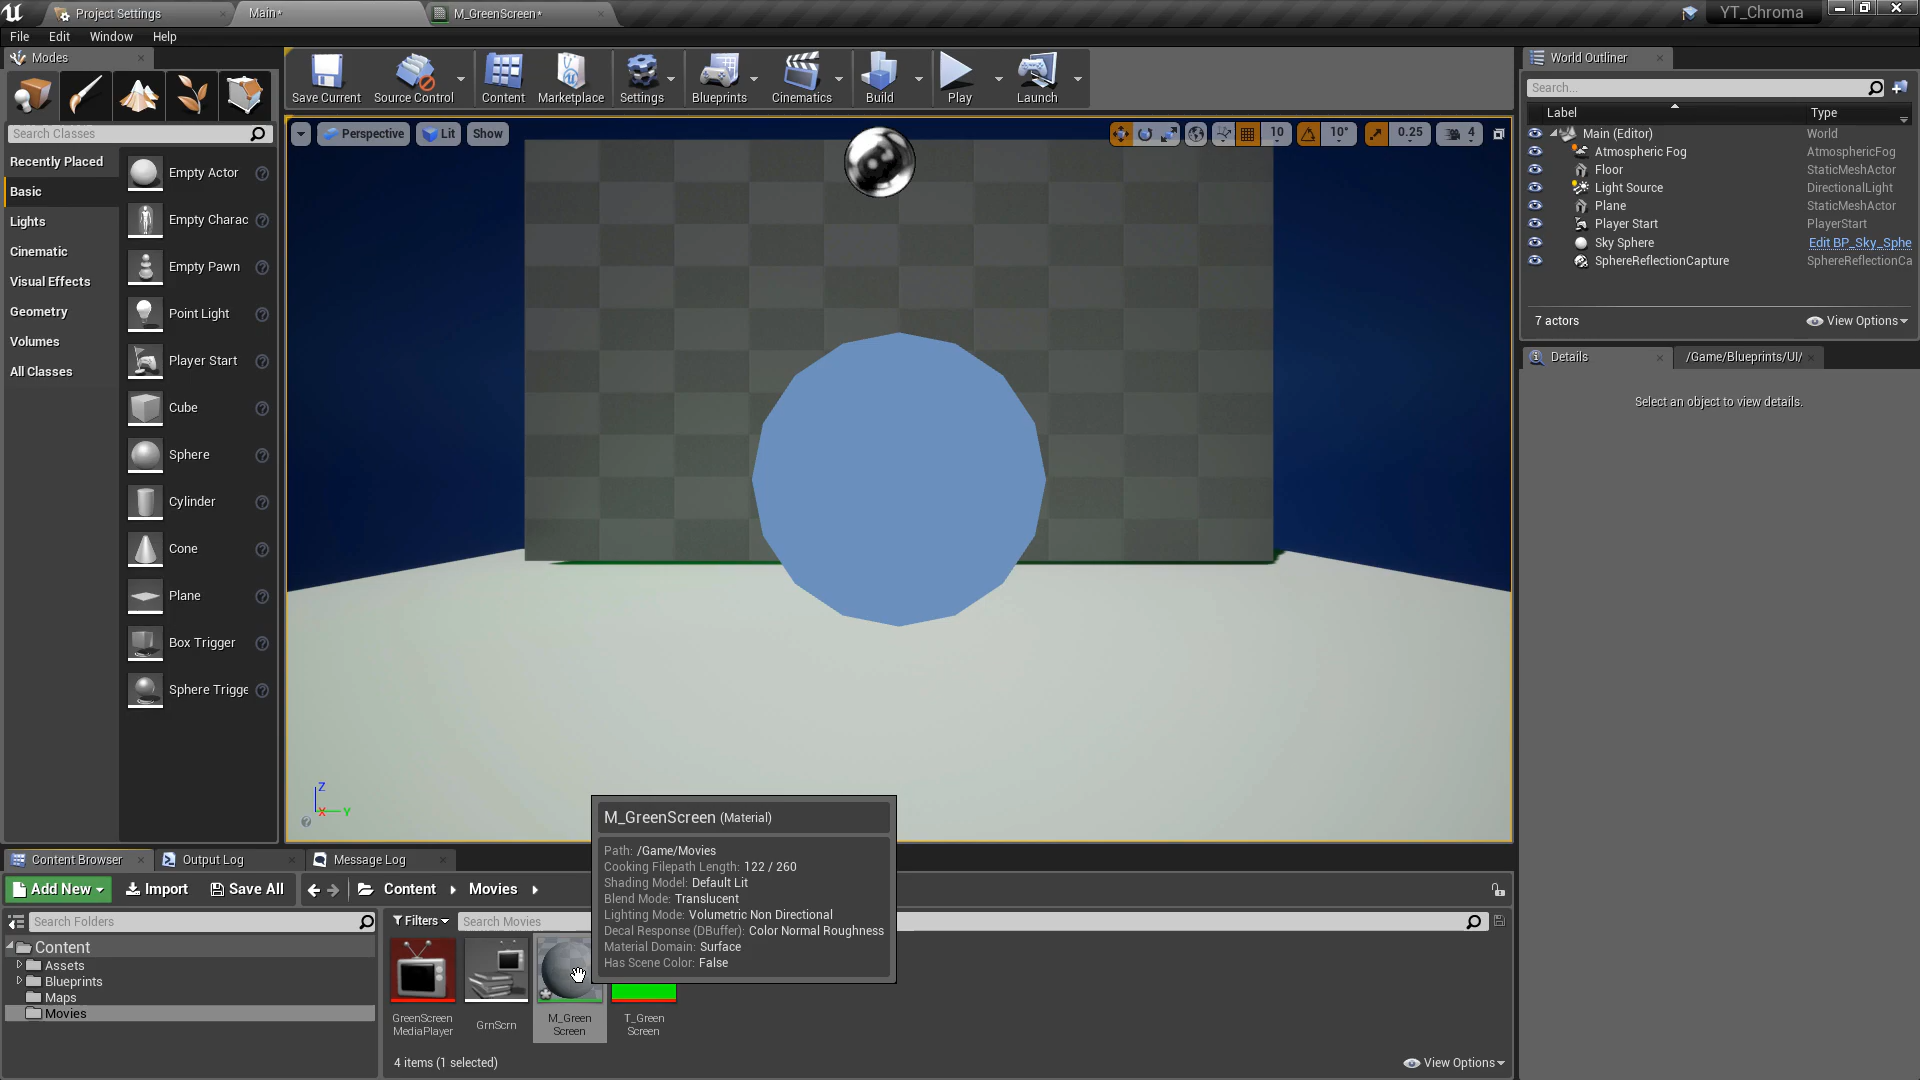 Project Settings
Main*
M_GreenScreen*
YT_Chroma
File Edit Window Help
Modes
Search Classes
Recently Placed
Basic
Lights
Cinematic
Visual Effects
Geometry
Volumes
All Classes
Empty Actor
Empty Charac
Empty Pawn
Point Light
Player Start
Cube
Sphere
Cylinder
Cone
Plane
Box Trigger
Sphere Trigge
Save Current
Source Control
Content
Marketplace
Settings
Blueprints
Cinematics
Build
Play
Launch
Perspective
Lit
Show
10
10°
0.25
4
Z
X
Y
World Outliner
Search...
Label Type
Main (Editor) World
Atmospheric Fog AtmosphericFog
Floor StaticMeshActor
Light Source DirectionalLight
Plane StaticMeshActor
Player Start PlayerStart
Sky Sphere Edit BP_Sky_Sphe
SphereReflectionCapture SphereReflectionCa
7 actors
View Options
Details
/Game/Blueprints/UI/
Select an object to view details.
Content Browser
Output Log
Message Log
Add New
Import
Save All
Content
Movies
Search Folders
Content
Assets
Blueprints
Maps
Movies
Filters
Search Movies
GreenScreen
MediaPlayer
GrnScrn
M_Green
Screen
T_Green
Screen
4 items (1 selected)
View Options
M_GreenScreen (Material)
Path: /Game/Movies
Cooking Filepath Length: 122 / 260
Shading Model: Default Lit
Blend Mode: Translucent
Lighting Mode: Volumetric Non Directional
Decal Response (DBuffer): Color Normal Roughness
Material Domain: Surface
Has Scene Color: False